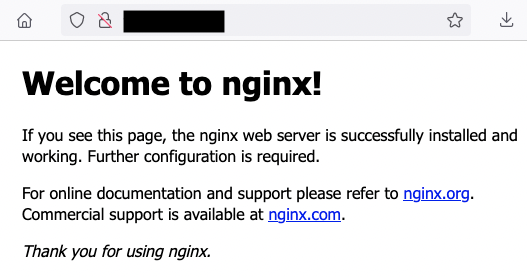 Welcome to nginx!
If you see this page, the nginx web server is successfully installed and
working. Further configuration is required.
For online documentation and support please refer to nginx.org.
Commercial support is available at nginx.com.
Thank you for using nginx.